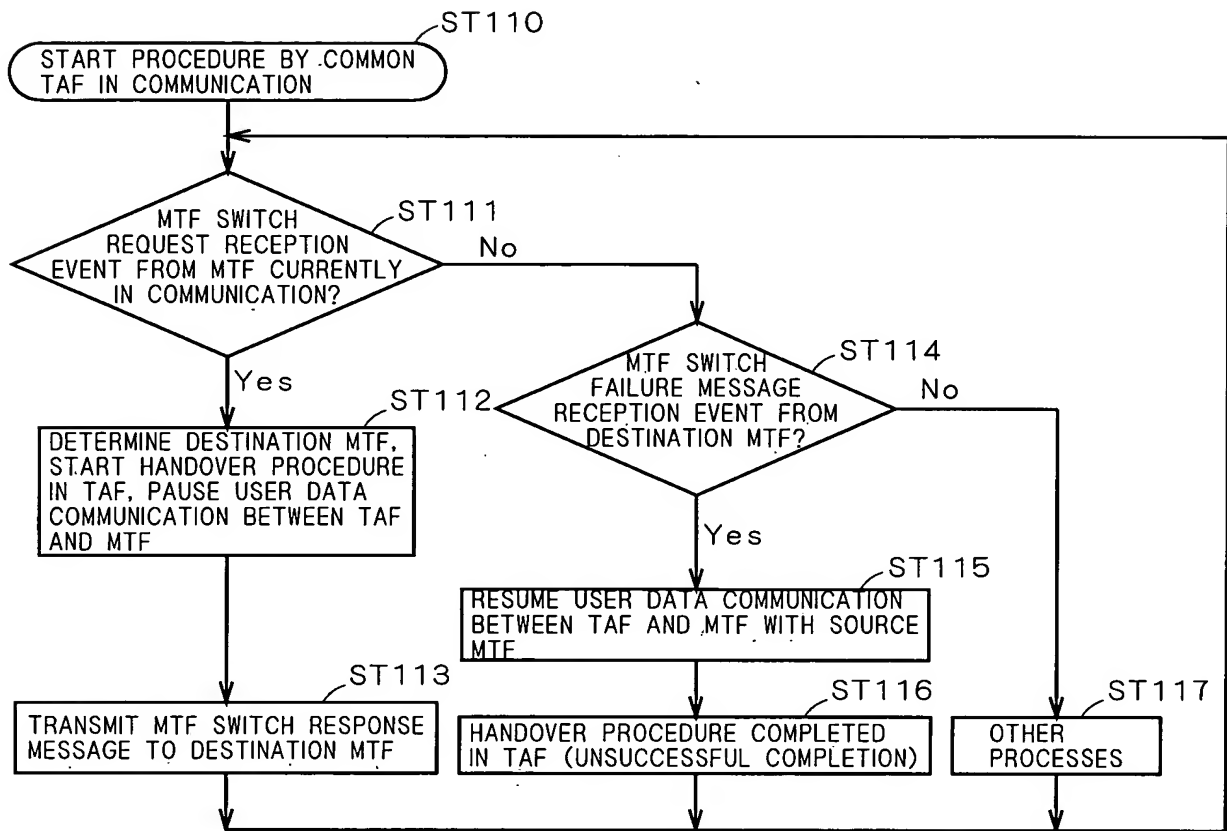 ST110
START PROCEDURE BY COMMON
TAF IN COMMUNICATION
ST111
MTF SWITCH
REQUEST RECEPTION
EVENT FROM MTF CURRENTLY
IN COMMUNICATION?
No
Yes
ST114
MTF SWITCH
FAILURE MESSAGE
RECEPTION EVENT FROM
DESTINATION MTF?
No
Yes
ST112
DETERMINE DESTINATION MTF,
START HANDOVER PROCEDURE
IN TAF, PAUSE USER DATA
COMMUNICATION BETWEEN TAF
AND MTF
ST115
RESUME USER DATA COMMUNICATION
BETWEEN TAF AND MTF WITH SOURCE
MTF
ST113
TRANSMIT MTF SWITCH RESPONSE
MESSAGE TO DESTINATION MTF
ST116
HANDOVER PROCEDURE COMPLETED
IN TAF (UNSUCCESSFUL COMPLETION)
ST117
OTHER
PROCESSES